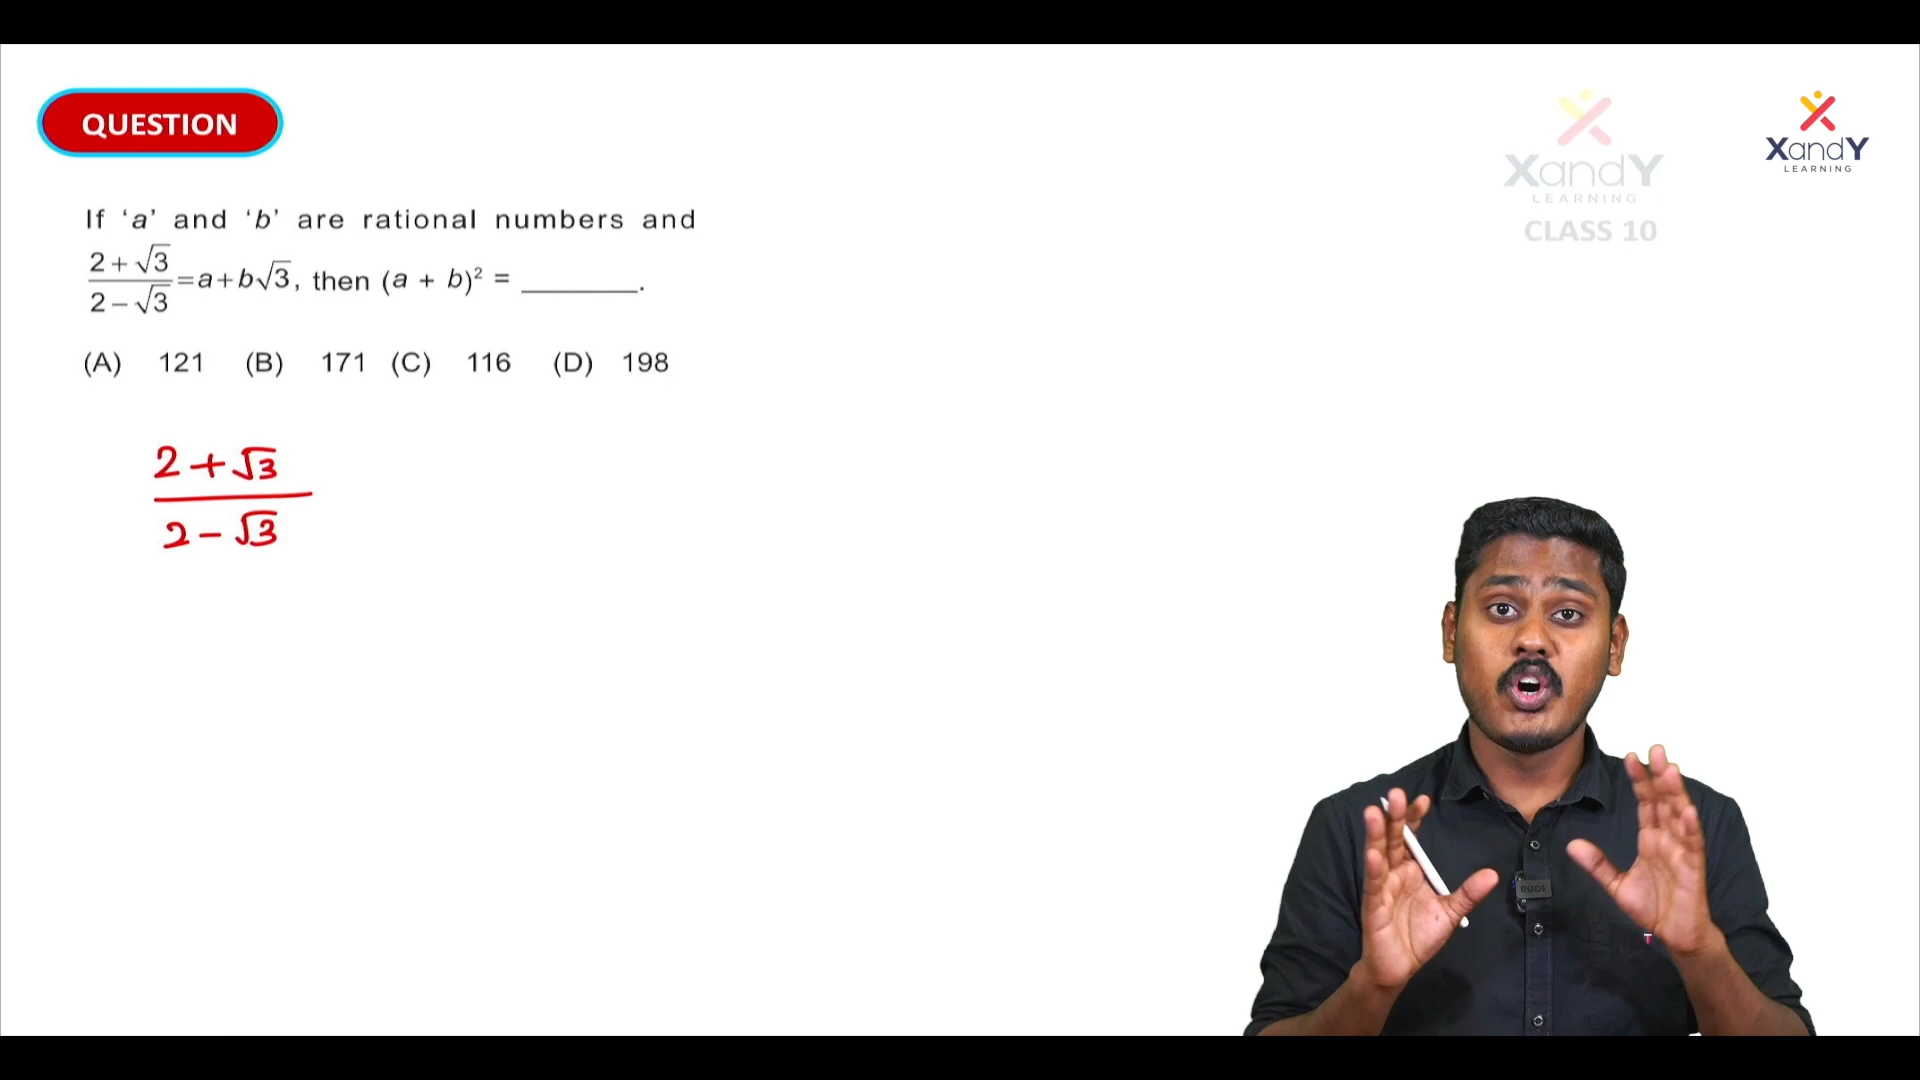 QUESTION
XandY
LEARNING
CLASS 10
XandY
LEARNING
If ‘a’ and ‘b’ are rational numbers and
2 + √3
2 − √3
= a + b√3, then (a + b)² = ________.
(A) 121 (B) 171 (C) 116 (D) 198
2 + √3
2 − √3
RODE